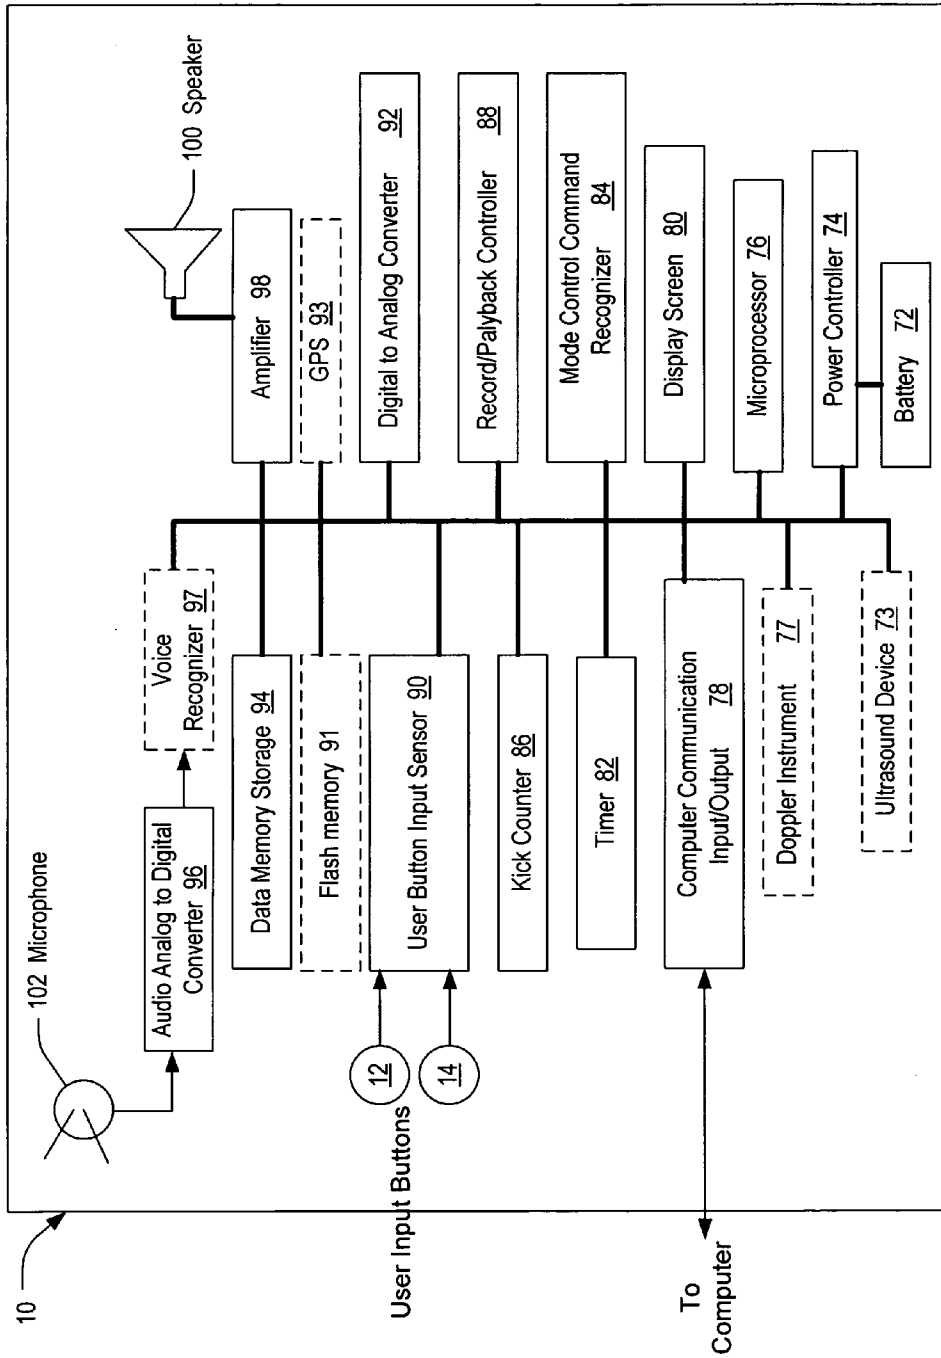 10
102 Microphone
100 Speaker
Audio Analog to Digital
Converter 96
Voice
Recognizer 97
Data Memory Storage 94
Amplifier 98
Flash memory 91
GPS 93
User Input Buttons
12
14
User Button Input Sensor
90
Digital to Analog Converter
92
Kick Counter 86
Record/Palyback Controller
88
Timer 82
Mode Control Command
Recognizer 84
To
Computer
Computer Communication
Input/Output 78
Display Screen 80
Doppler Instrument 77
Microprocessor 76
Ultrasound Device 73
Power Controller 74
Battery 72